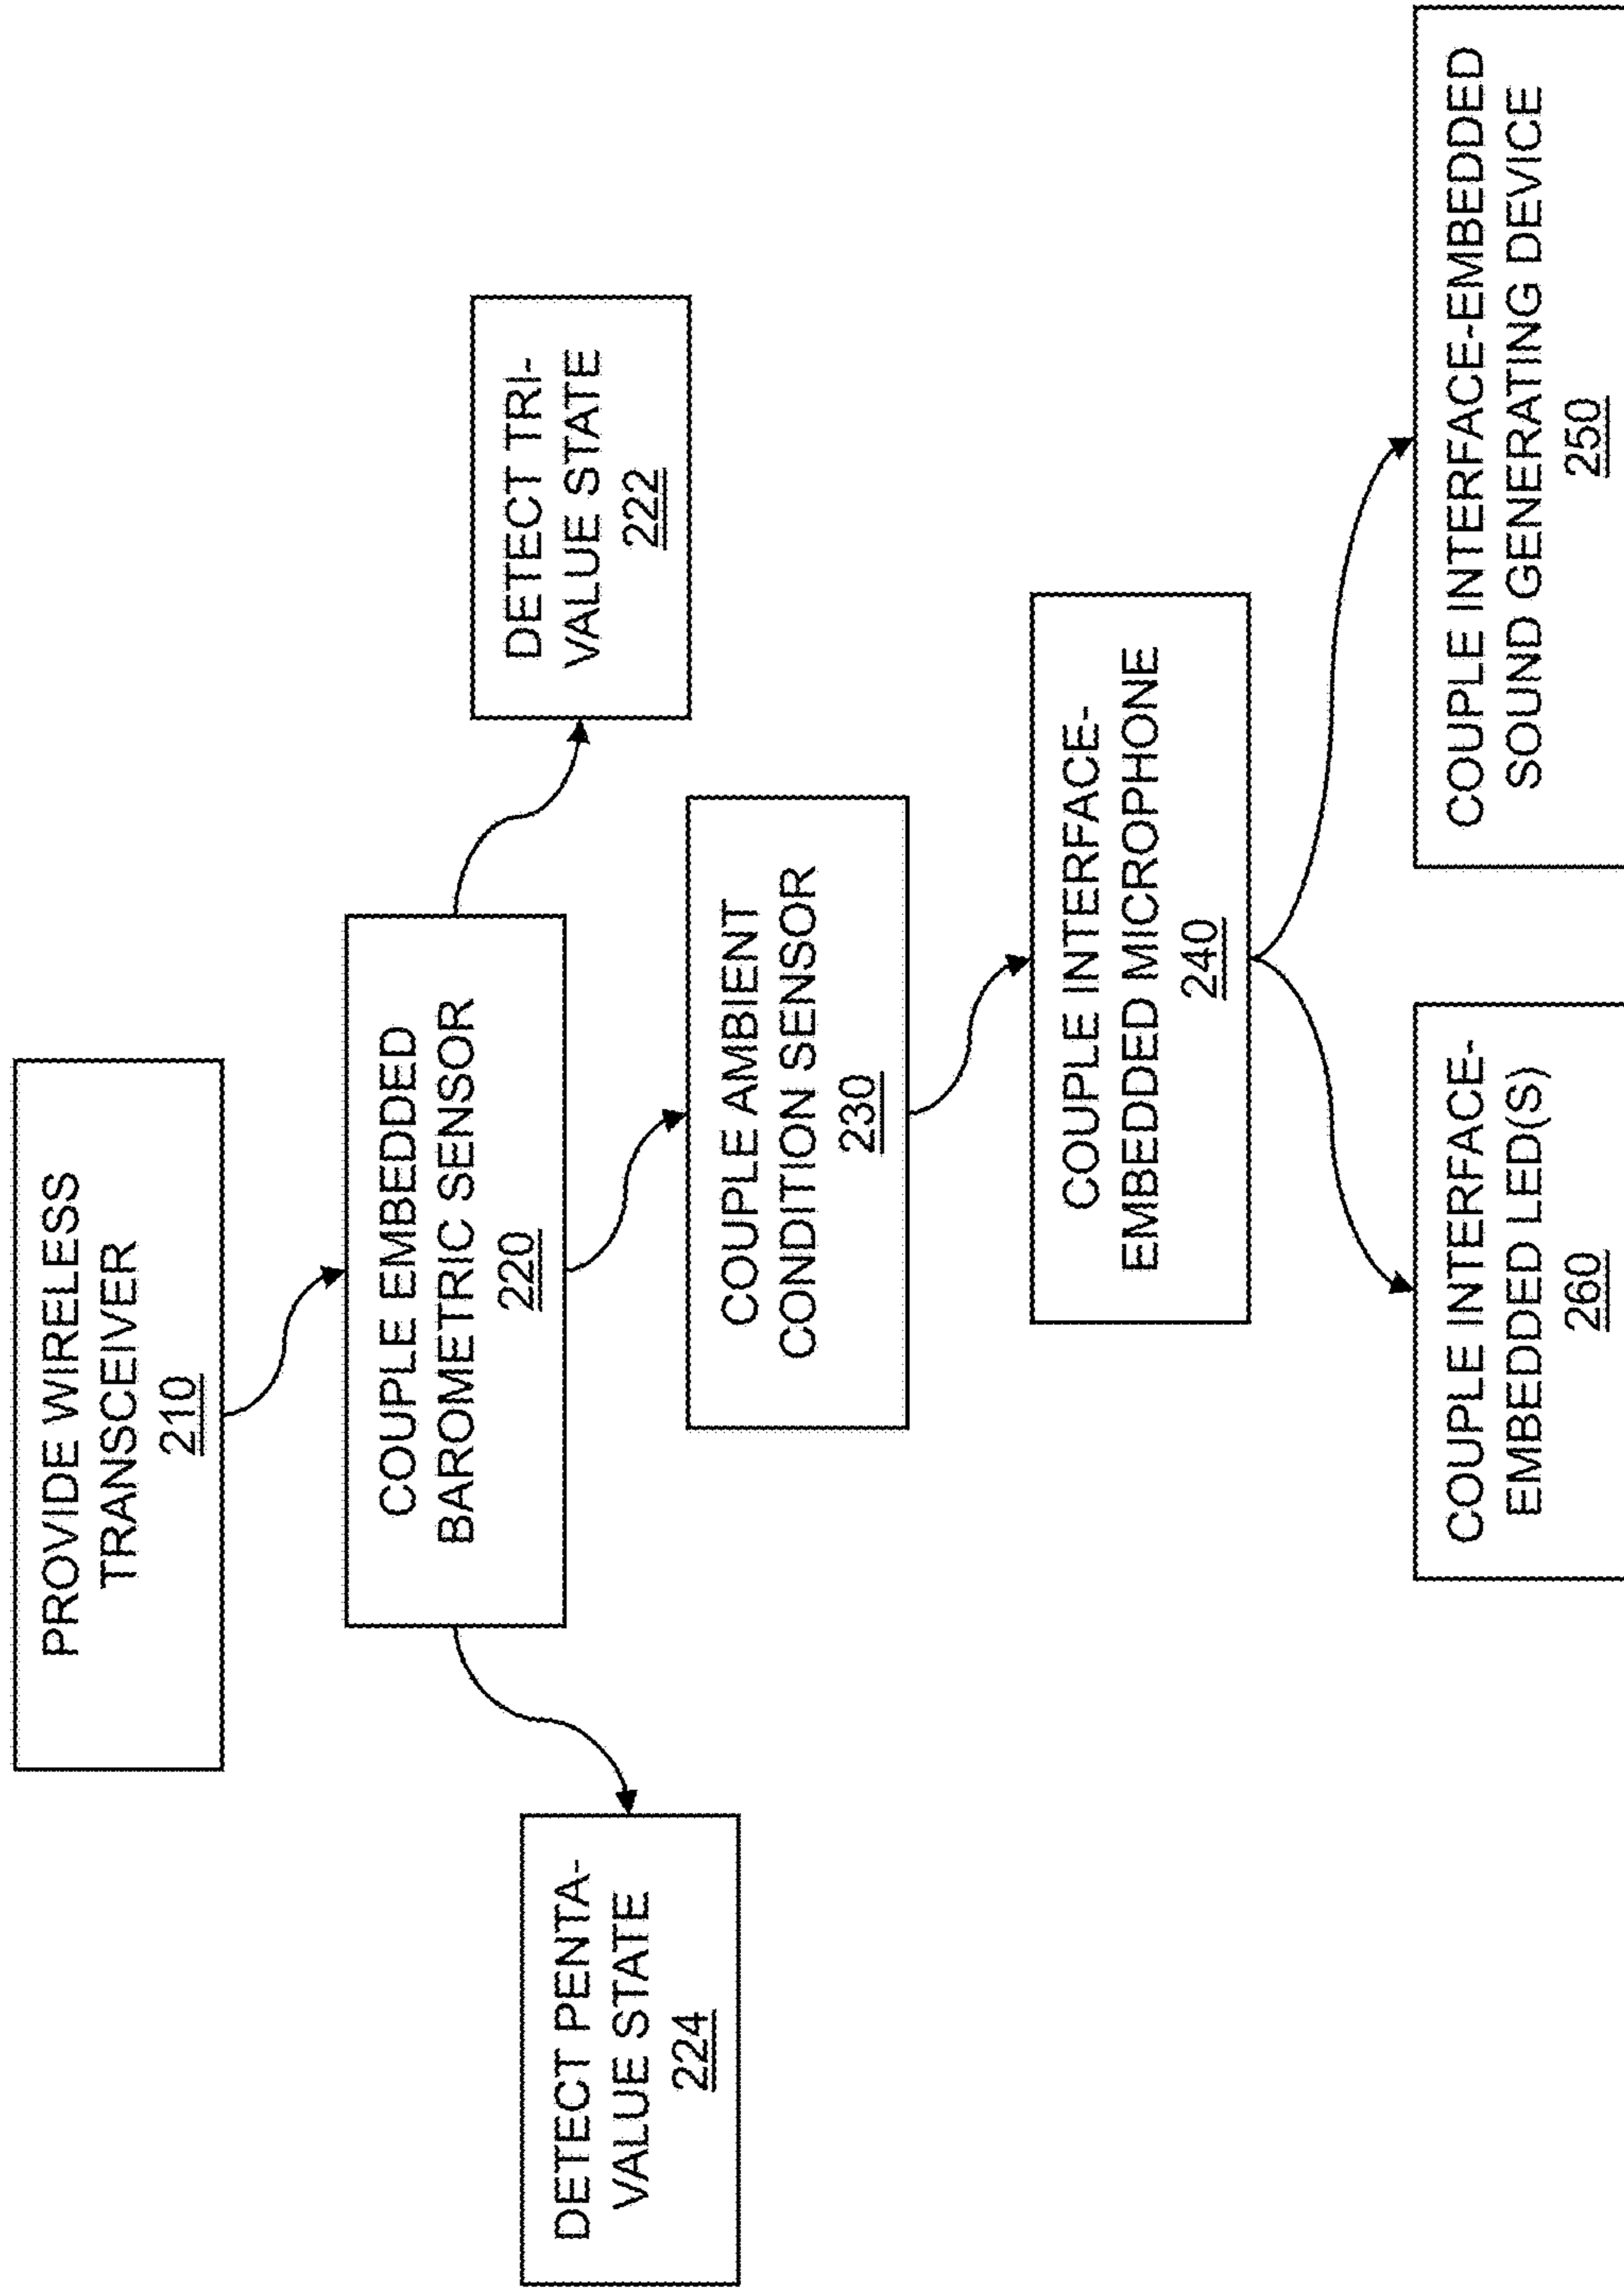 PROVIDE WIRELESS
TRANSCEIVER
210
COUPLE EMBEDDED
BAROMETRIC SENSOR
220
DETECT TRI-
VALUE STATE
222
DETECT PENTA-
VALUE STATE
224
COUPLE AMBIENT
CONDITION SENSOR
230
COUPLE INTERFACE-
EMBEDDED MICROPHONE
240
COUPLE INTERFACE-EMBEDDED
SOUND GENERATING DEVICE
250
COUPLE INTERFACE-
EMBEDDED LED(S)
260